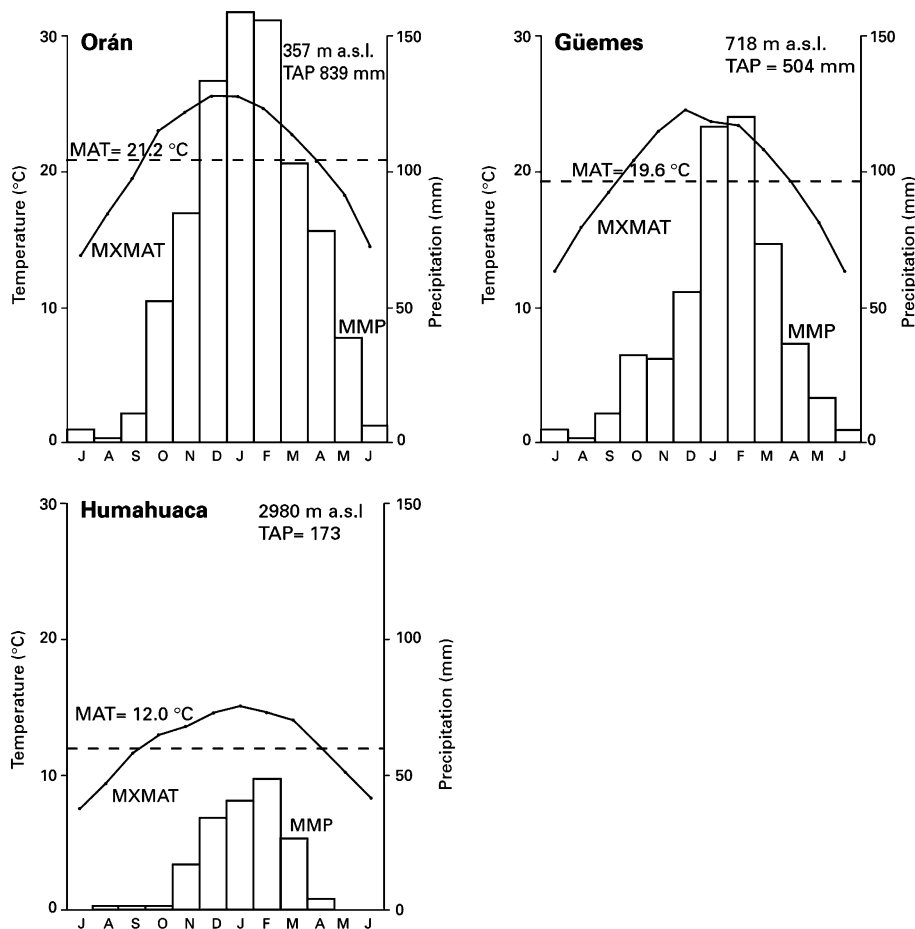 Orán
357 m a.s.l.
TAP 839 mm
MAT= 21.2 °C
MXMAT
MMP
Temperature (°C)
Precipitation (mm)
30
20
10
0
150
100
50
0
J A S O N D J F M A M J
Güemes
718 m a.s.l.
TAP = 504 mm
MAT= 19.6 °C
MXMAT
MMP
Temperature (°C)
Precipitation (mm)
30
20
10
0
150
100
50
0
J A S O N D J F M A M J
Humahuaca
2980 m a.s.l
TAP= 173
MAT= 12.0 °C
MXMAT
MMP
Temperature (°C)
Precipitation (mm)
30
20
10
0
150
100
50
0
J A S O N D J F M A M J